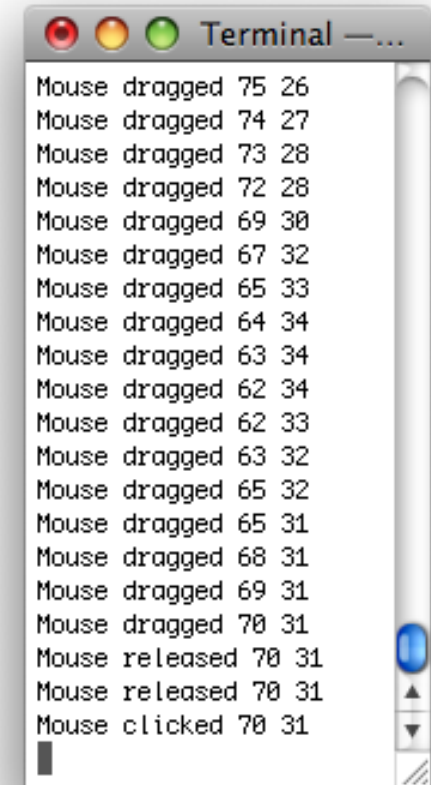 Terminal —...
Mouse dragged 75 26
Mouse dragged 74 27
Mouse dragged 73 28
Mouse dragged 72 28
Mouse dragged 69 30
Mouse dragged 67 32
Mouse dragged 65 33
Mouse dragged 64 34
Mouse dragged 63 34
Mouse dragged 62 34
Mouse dragged 62 33
Mouse dragged 63 32
Mouse dragged 65 32
Mouse dragged 65 31
Mouse dragged 68 31
Mouse dragged 69 31
Mouse dragged 70 31
Mouse released 70 31
Mouse released 70 31
Mouse clicked 70 31